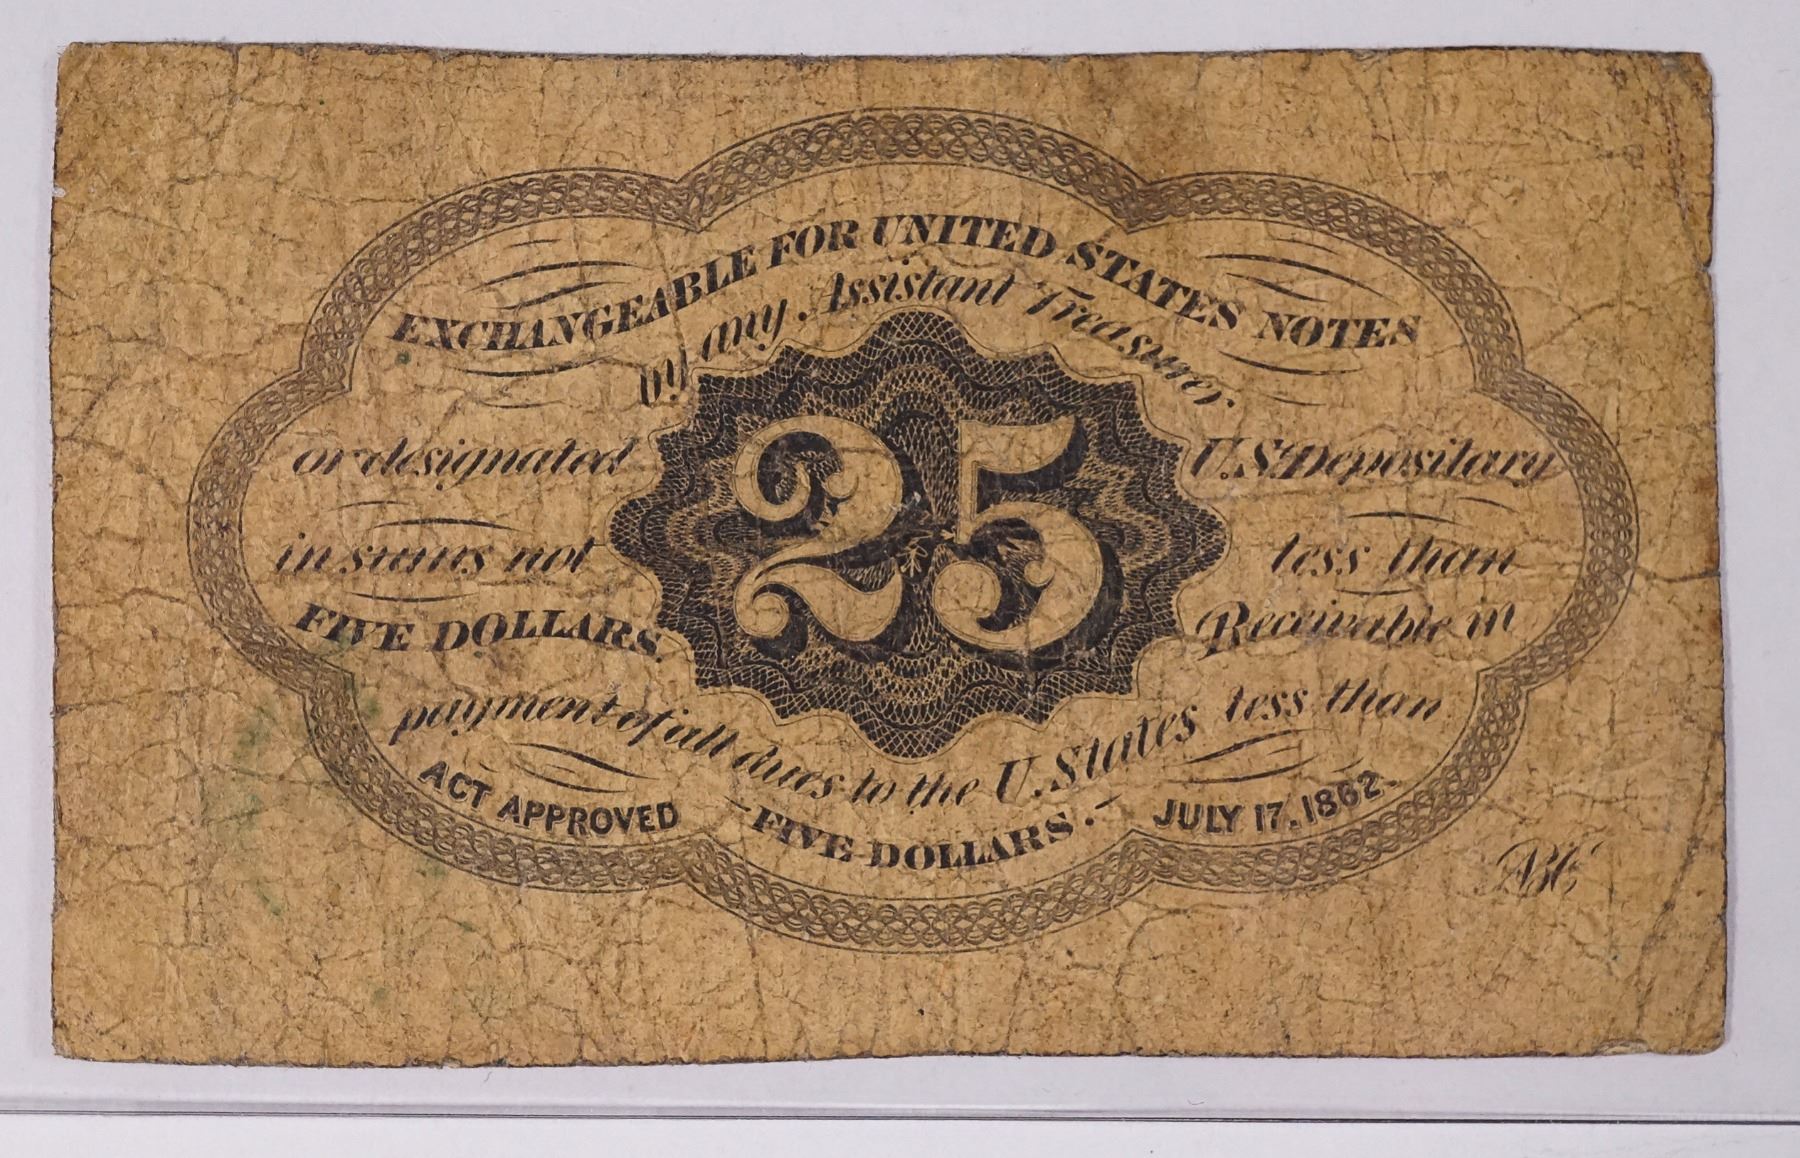 EXCHANGEABLE FOR UNITED STATES NOTES
by any Assistant Treasurer
or designated U.S. Depositary
in sums not less than
FIVE DOLLARS. Receivable in
payment of all dues to the U. States less than
FIVE DOLLARS.
ACT APPROVED JULY 17. 1862.
25
ABC